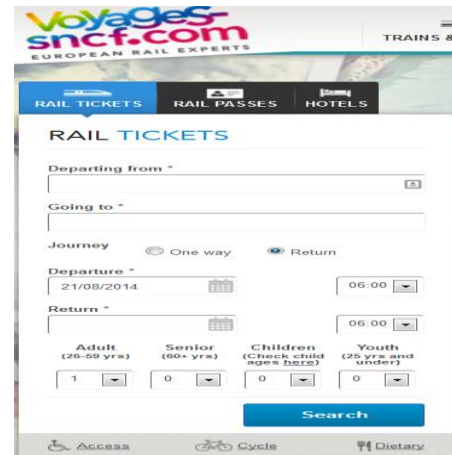 voyages-
sncf.com
EUROPEAN RAIL EXPERTS
TRAINS &
RAIL TICKETS RAIL PASSES HOTELS
RAIL TICKETS
Departing from *
Going to *
Journey One way Return
Departure *
21/08/2014 06:00
Return *
06:00
Adult Senior Children Youth
(26-59 yrs) (60+ yrs) (Check child (25 yrs and
ages here) under)
1 0 0 0
Search
Access Cycle Dietary